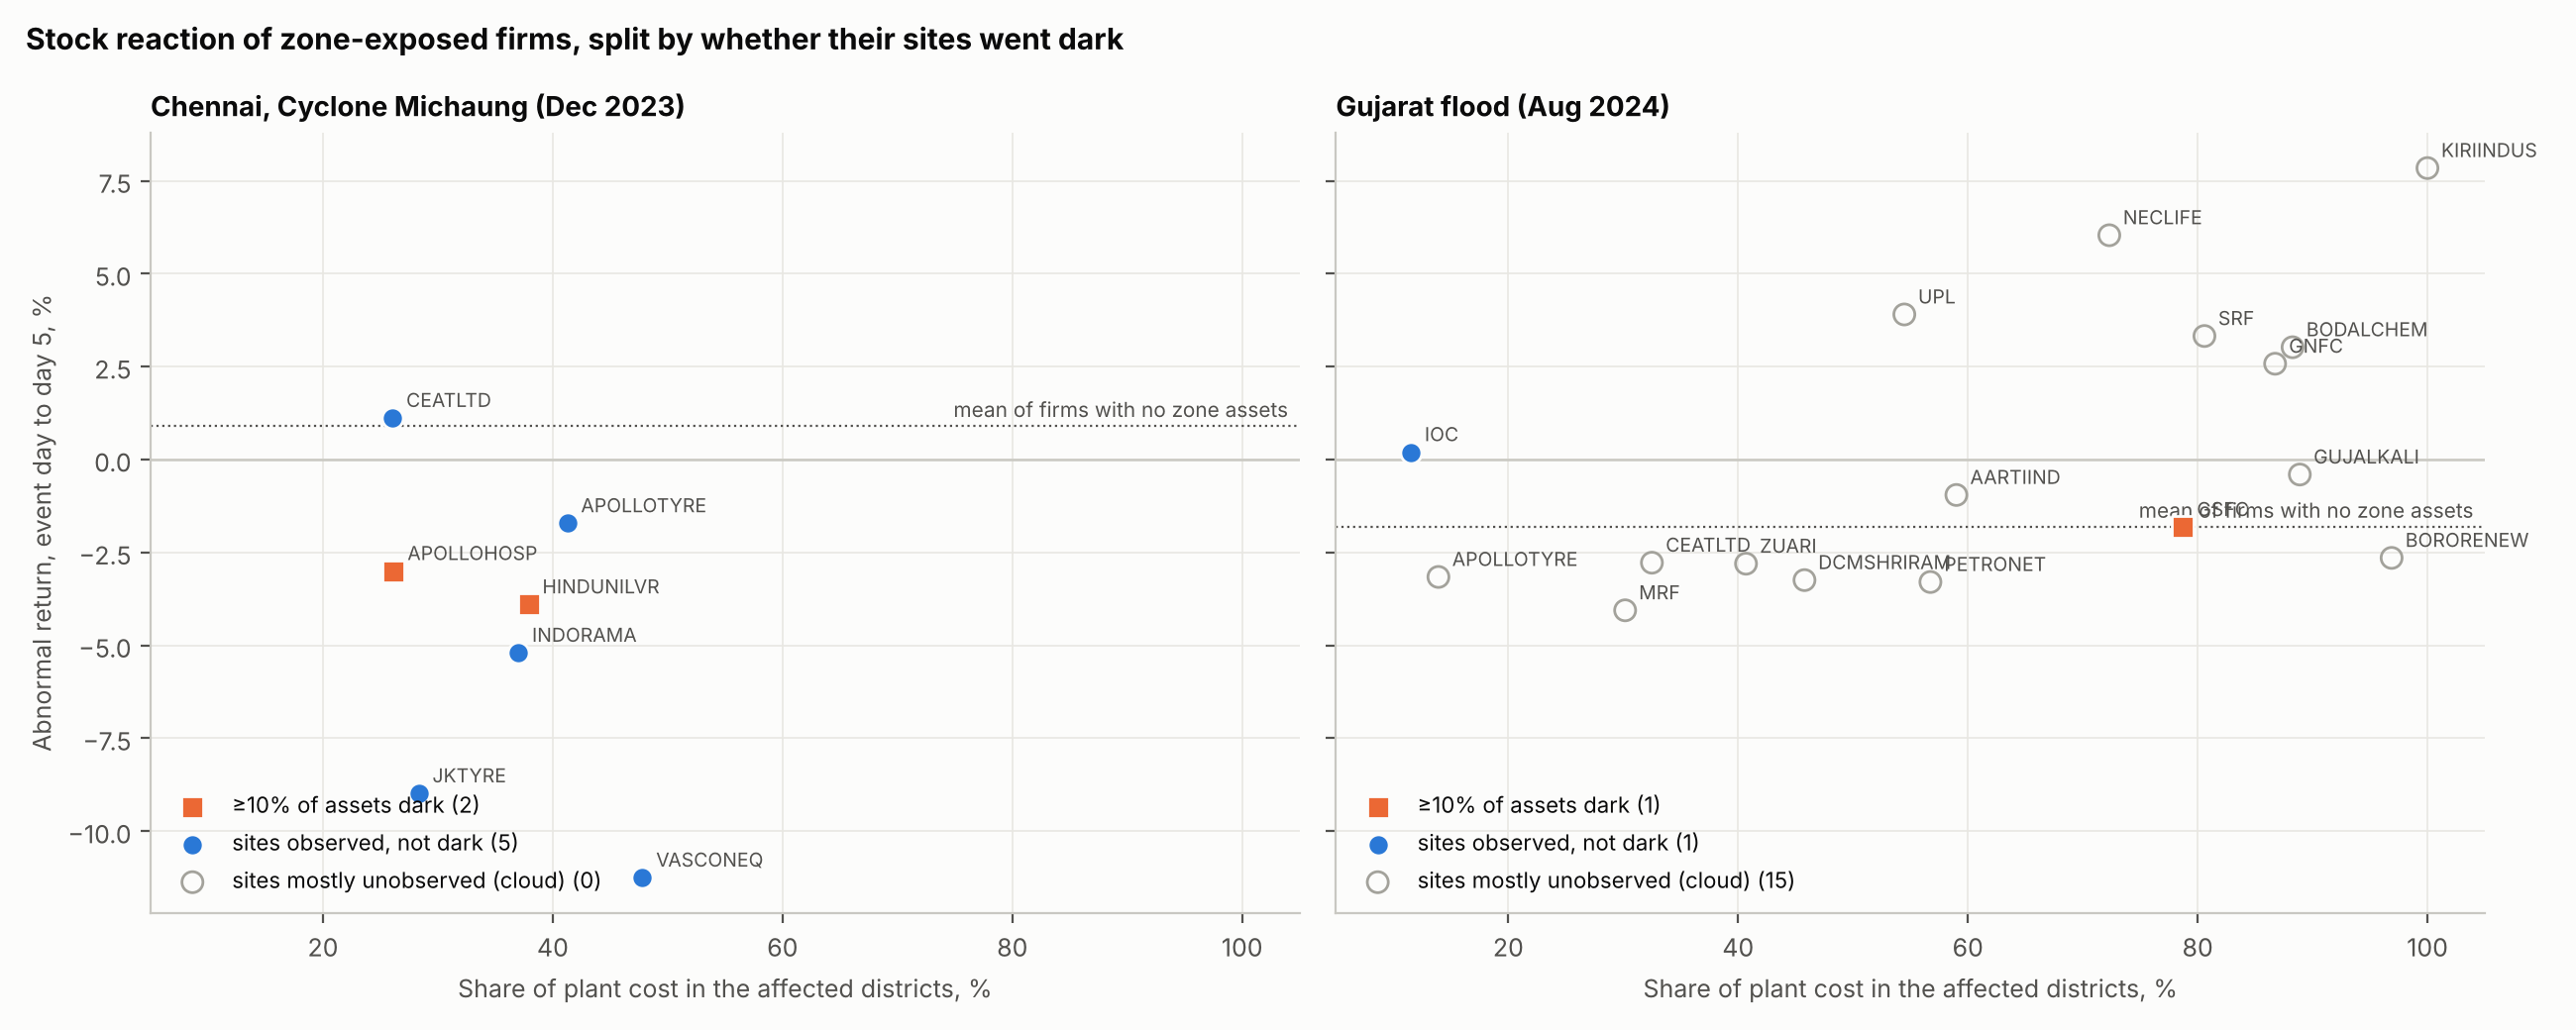 Stock reaction of zone-exposed firms, split by whether their sites went dark
Chennai, Cyclone Michaung (Dec 2023)
Abnormal return, event day to day 5, %
7.5
5.0
2.5
0.0
−2.5
−5.0
−7.5
−10.0
CEATLTD
mean of firms with no zone assets
APOLLOTYRE
APOLLOHOSP
HINDUNILVR
INDORAMA
JKTYRE
VASCONEQ
≥10% of assets dark (2)
sites observed, not dark (5)
sites mostly unobserved (cloud) (0)
20 40 60 80 100
Share of plant cost in the affected districts, %
Gujarat flood (Aug 2024)
KIRIINDUS
NECLIFE
UPL
SRF
BODALCHEM
GNFC
IOC
GUJALKALI
AARTIIND
GSFC
mean of firms with no zone assets
BORORENEW
CEATLTD
ZUARI
APOLLOTYRE
DCMSHRIRAM
PETRONET
MRF
≥10% of assets dark (1)
sites observed, not dark (1)
sites mostly unobserved (cloud) (15)
20 40 60 80 100
Share of plant cost in the affected districts, %